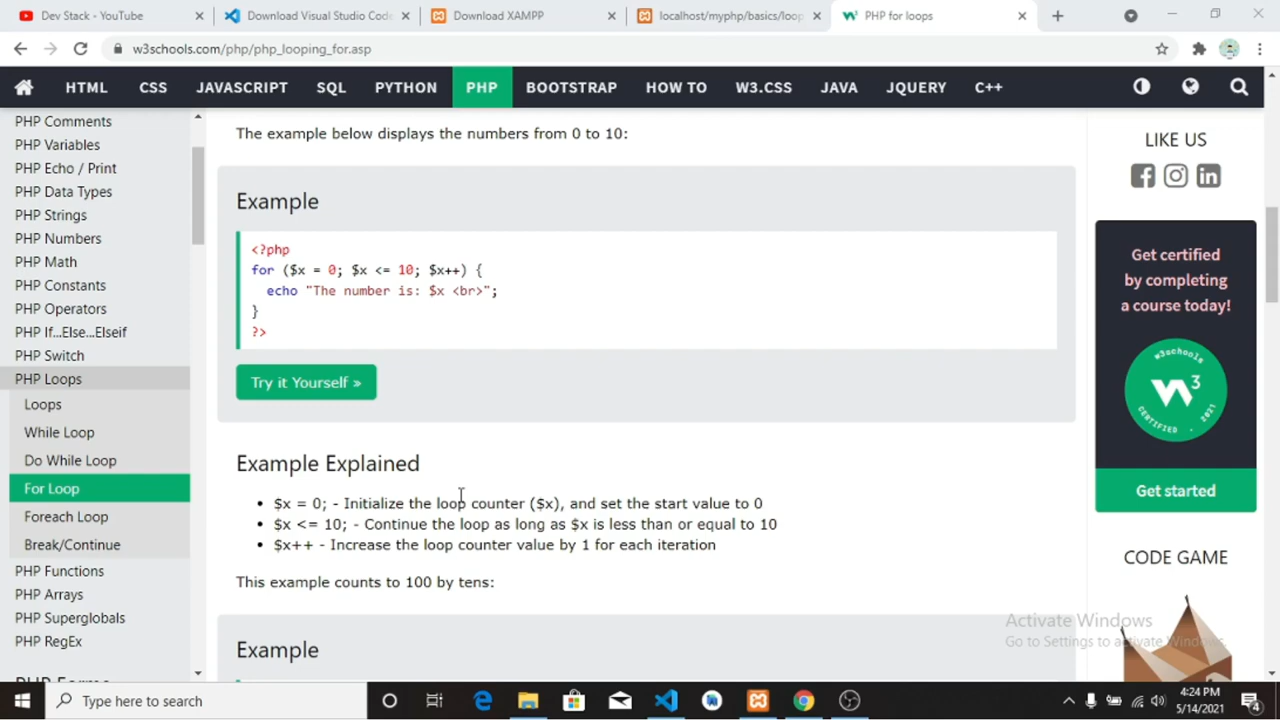 Dev Stack - YouTube
Download Visual Studio Code
Download XAMPP
localhost/myphp/basics/loop
PHP for loops
w3schools.com/php/php_looping_for.asp
HTML CSS JAVASCRIPT SQL PYTHON PHP BOOTSTRAP HOW TO W3.CSS JAVA JQUERY C++
PHP Comments
PHP Variables
PHP Echo / Print
PHP Data Types
PHP Strings
PHP Numbers
PHP Math
PHP Constants
PHP Operators
PHP If...Else...Elseif
PHP Switch
PHP Loops
Loops
While Loop
Do While Loop
For Loop
Foreach Loop
Break/Continue
PHP Functions
PHP Arrays
PHP Superglobals
PHP RegEx
The example below displays the numbers from 0 to 10:
Example
<?php
for ($x = 0; $x <= 10; $x++) {
echo "The number is: $x <br>";
}
?>
Try it Yourself »
Example Explained
• $x = 0; - Initialize the loop counter ($x), and set the start value to 0
• $x <= 10; - Continue the loop as long as $x is less than or equal to 10
• $x++ - Increase the loop counter value by 1 for each iteration
This example counts to 100 by tens:
Example
LIKE US
Get certified
by completing
a course today!
w3schools
W3
CERTIFIED . 2021
Get started
CODE GAME
Activate Windows
Go to Settings to activate Windows.
Type here to search
4:24 PM
5/14/2021
4